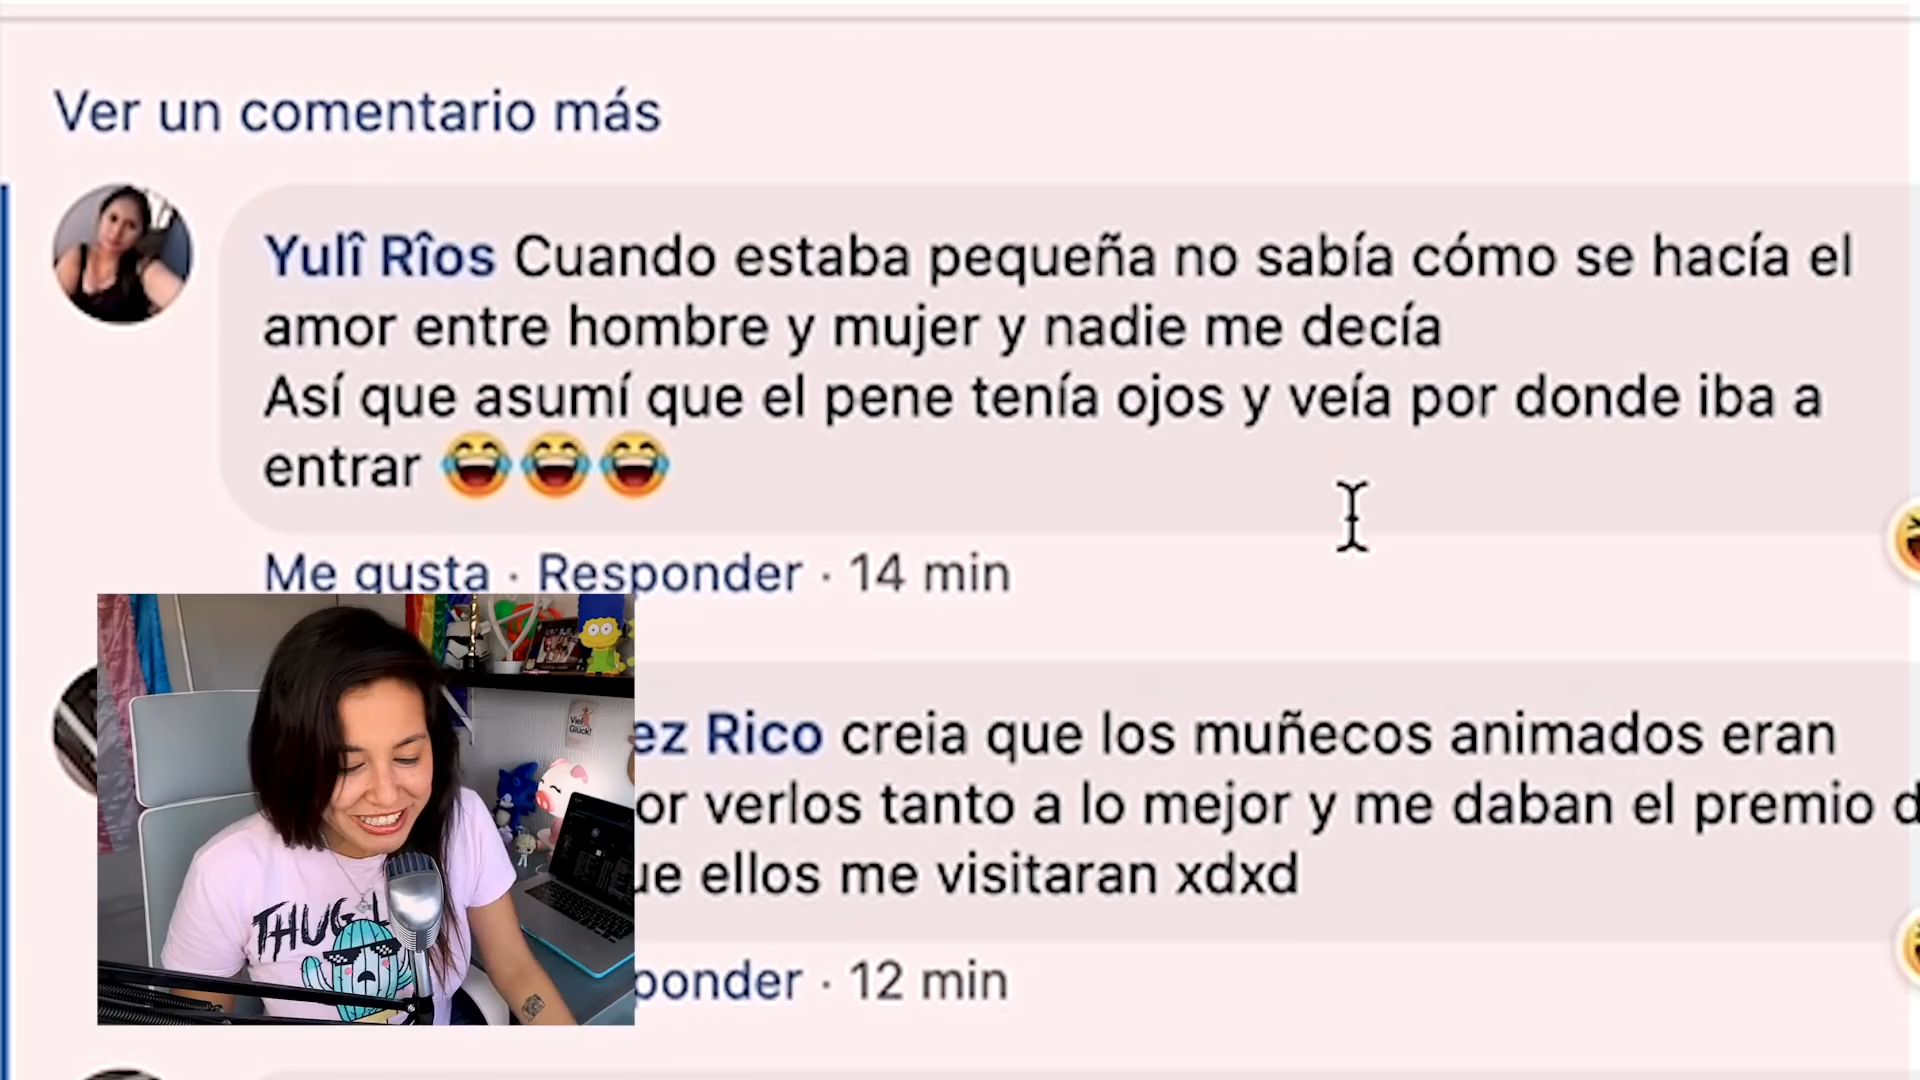 Ver un comentario más
Yulî Rîos Cuando estaba pequeña no sabía cómo se hacía el
amor entre hombre y mujer y nadie me decía
Así que asumí que el pene tenía ojos y veía por donde iba a
entrar 😂😂😂
Me gusta · Responder · 14 min
ez Rico creia que los muñecos animados eran
or verlos tanto a lo mejor y me daban el premio d
ue ellos me visitaran xdxd
ponder · 12 min
Viel
Glück!
THUG L